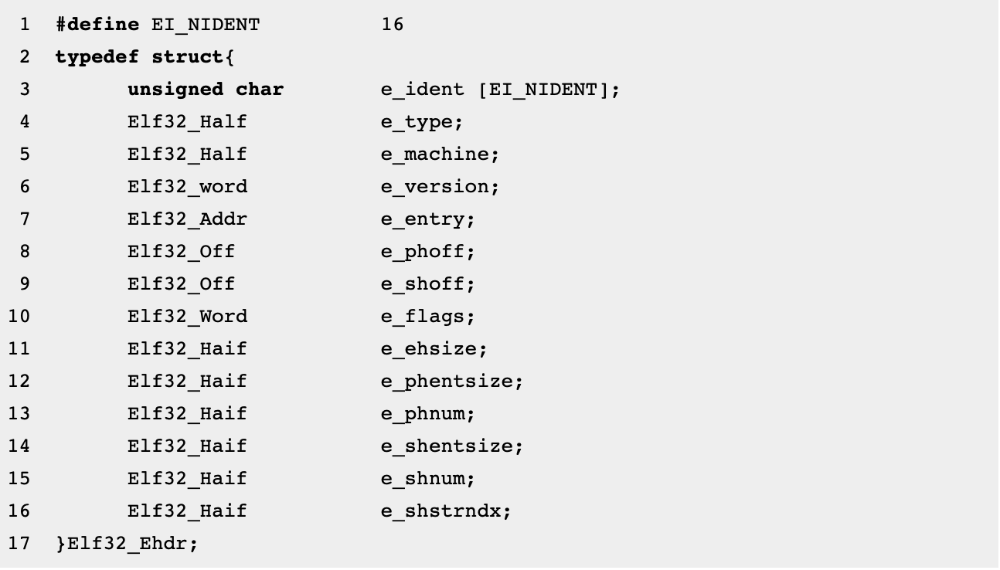 1 #define EI_NIDENT 16
2 typedef struct{
3 unsigned char e_ident [EI_NIDENT];
4 Elf32_Half e_type;
5 Elf32_Half e_machine;
6 Elf32_word e_version;
7 Elf32_Addr e_entry;
8 Elf32_Off e_phoff;
9 Elf32_Off e_shoff;
10 Elf32_Word e_flags;
11 Elf32_Haif e_ehsize;
12 Elf32_Haif e_phentsize;
13 Elf32_Haif e_phnum;
14 Elf32_Haif e_shentsize;
15 Elf32_Haif e_shnum;
16 Elf32_Haif e_shstrndx;
17 }Elf32_Ehdr;